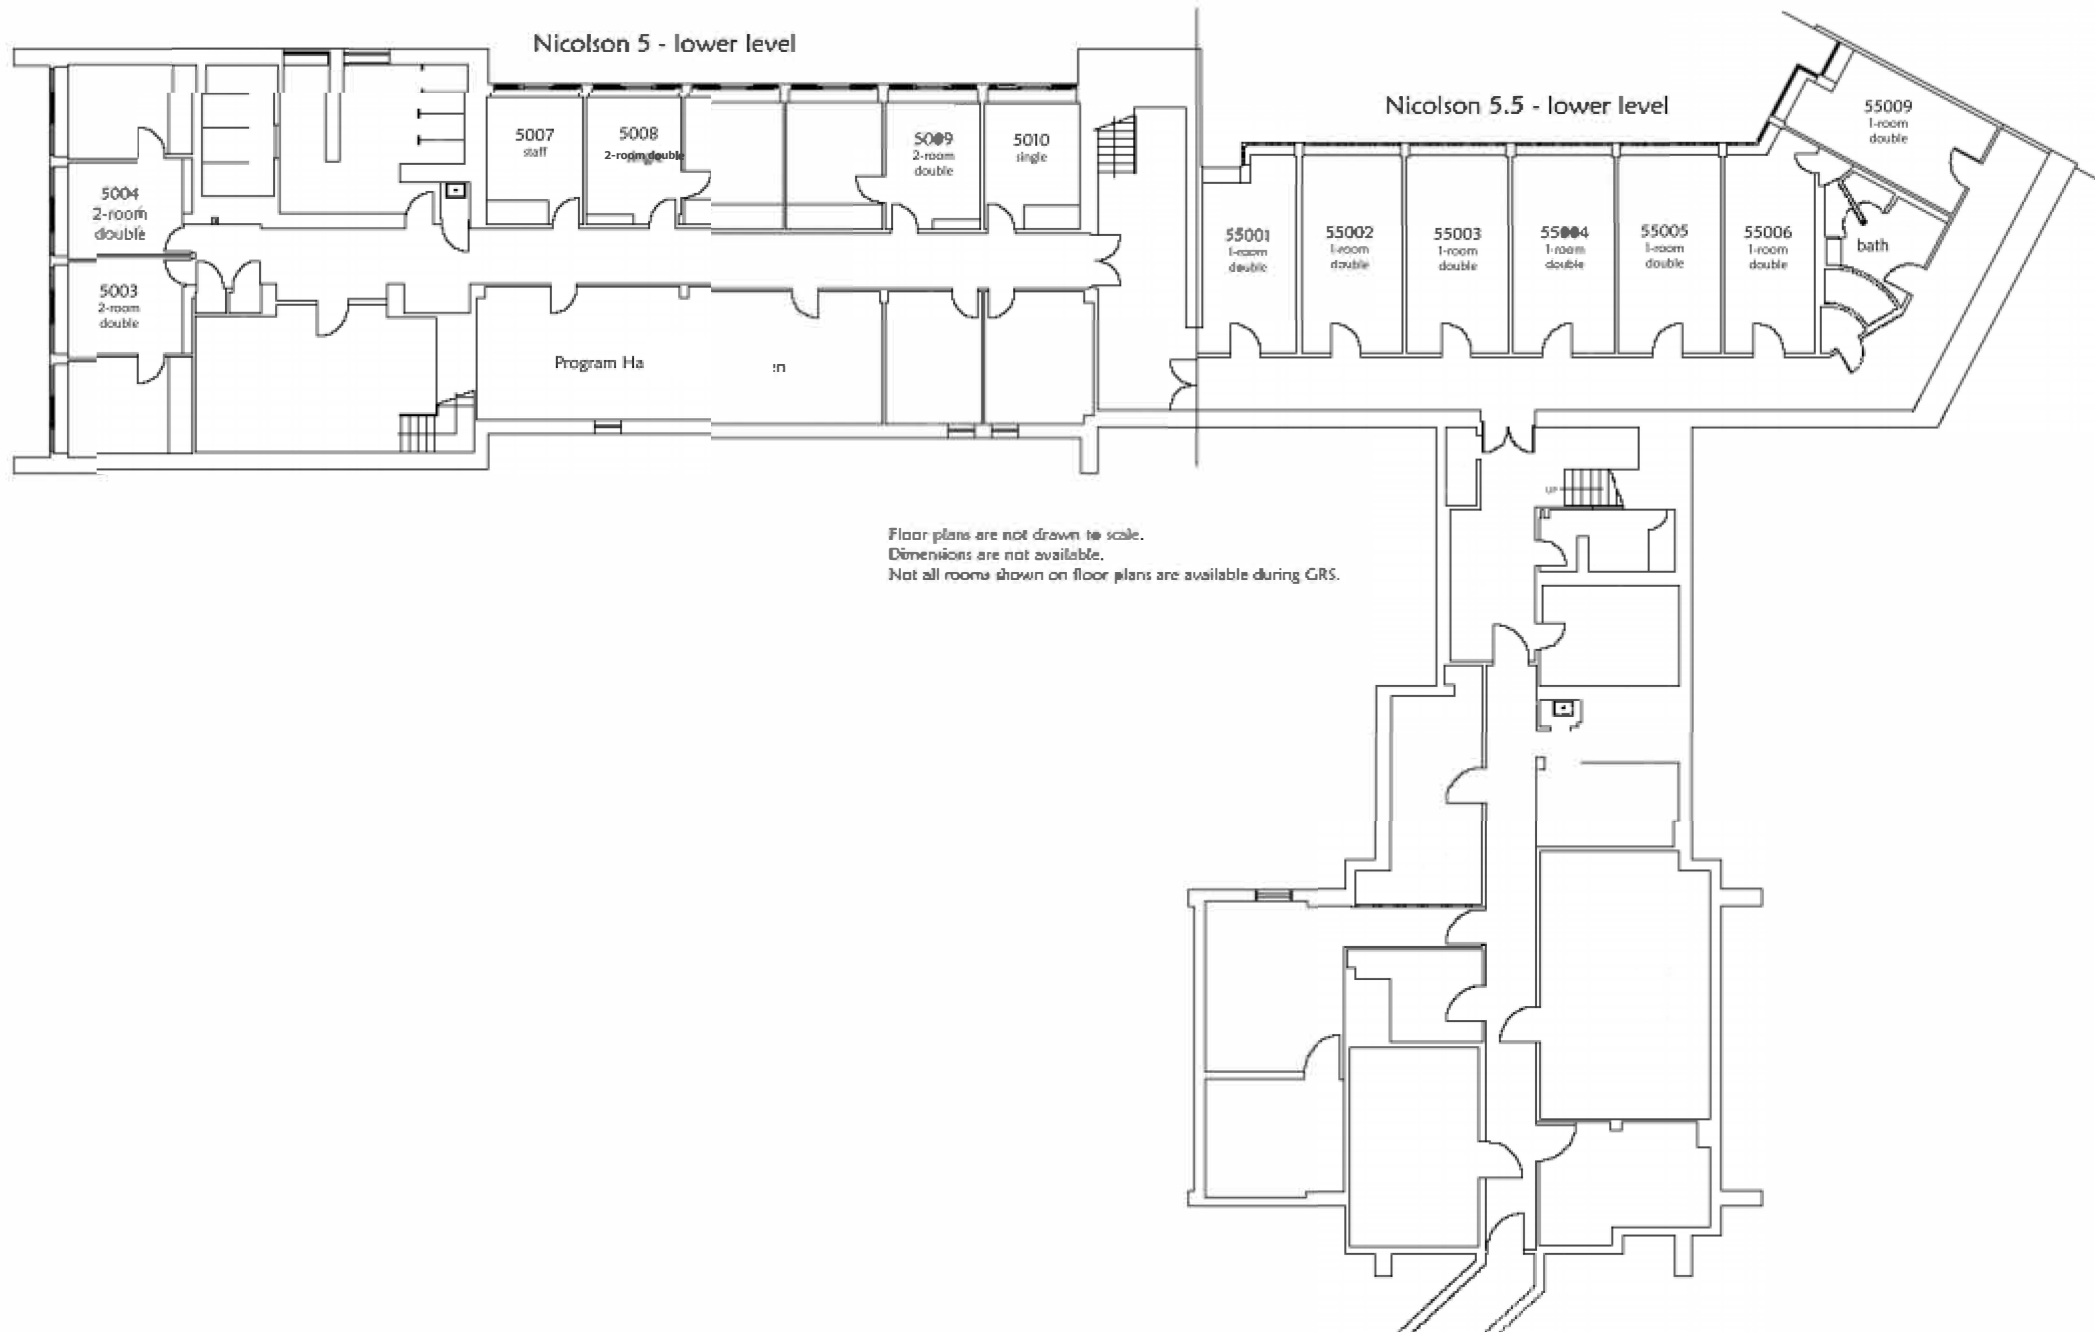 Nicolson 5 - lower level
Nicolson 5.5 - lower level
55009
1-room
double
5007
staff
5008
2-room double
5009
2-room
double
5010
single
5004
2-room
double
5003
2-room
double
55001
1-room
double
55002
1-room
double
55003
1-room
double
55004
1-room
double
55005
1-room
double
55006
1-room
double
bath
Program Ha
en
UP
Floor plans are not drawn to scale.
Dimensions are not available.
Not all rooms shown on floor plans are available during GRS.